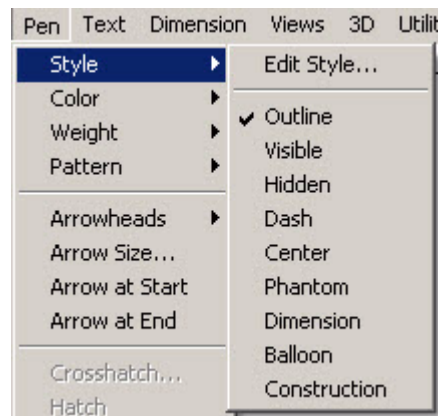 Pen Text Dimension Views 3D Utilit
Style
Color
Weight
Pattern
Arrowheads
Arrow Size...
Arrow at Start
Arrow at End
Crosshatch...
Hatch
Edit Style...
Outline
Visible
Hidden
Dash
Center
Phantom
Dimension
Balloon
Construction